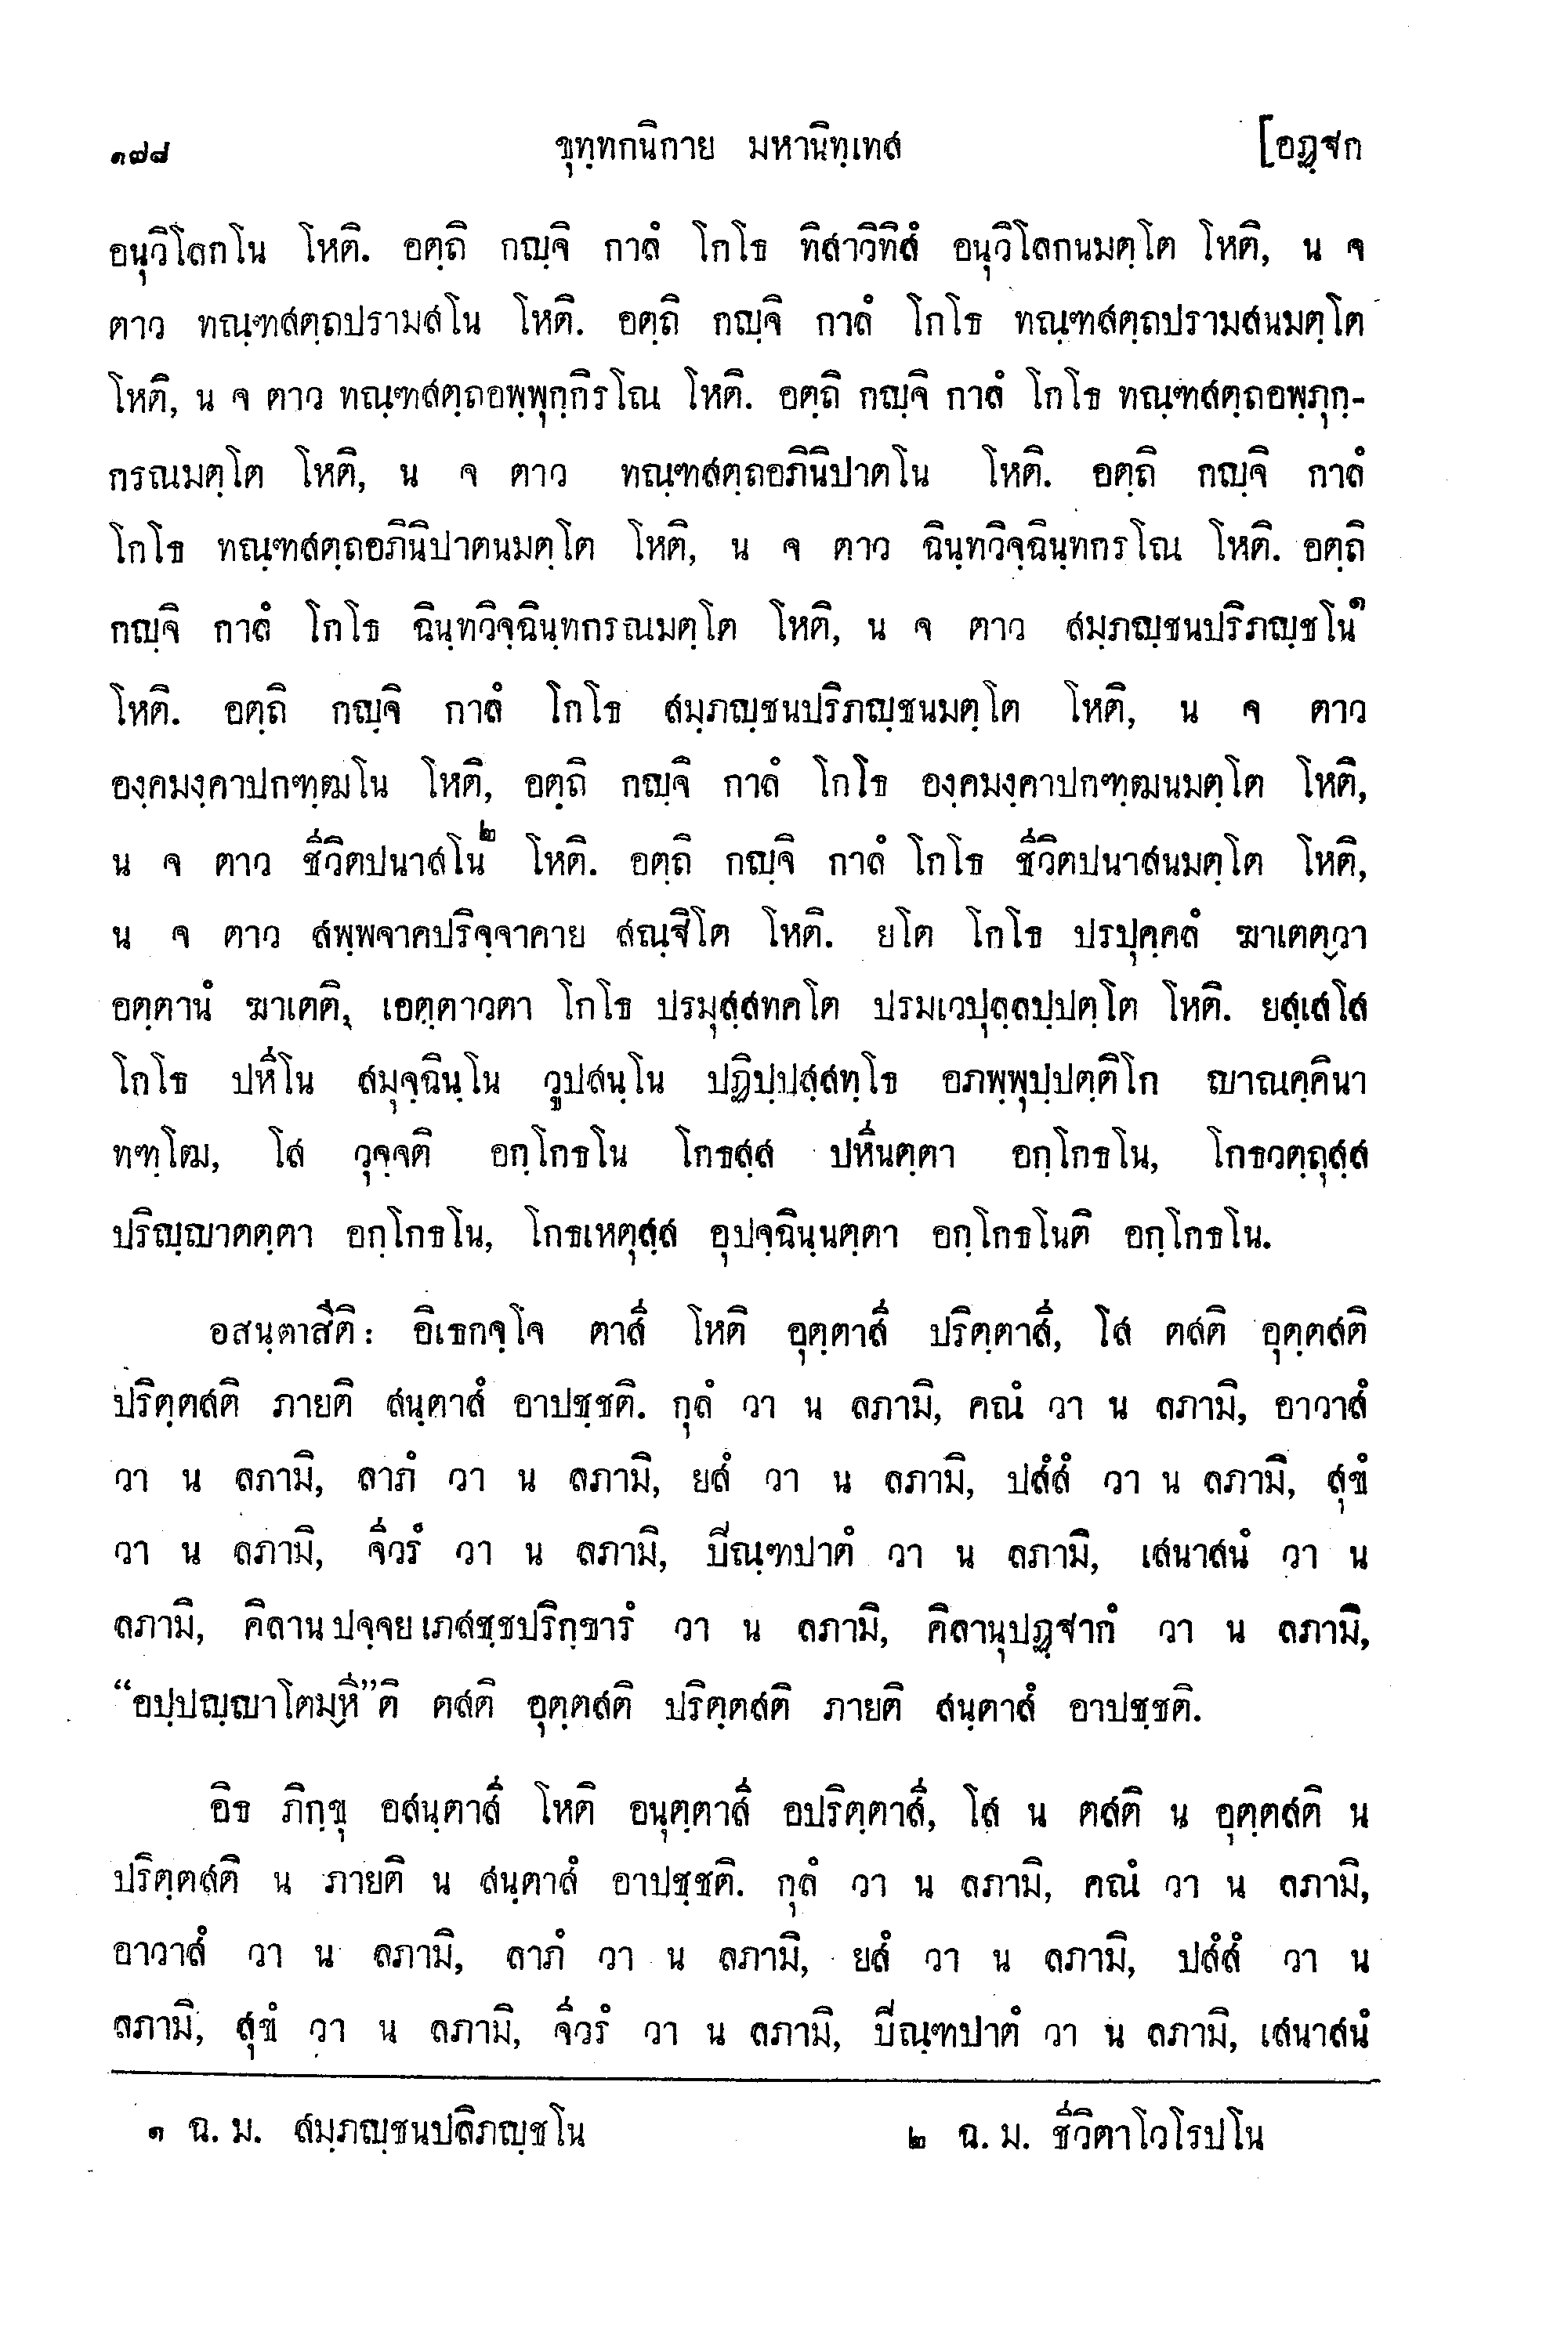 ๑๗๘ ขุทฺทกนิกาย มหานิทฺเทส [อฏฺฐก
อนุวิโลกโน โหติ. อตฺถิ กญฺจิ กาลํ โกโธ ทิสาวิทิสํ อนุวิโลกนมตฺโต โหติ, น จ
ตาว ทณฺฑสตฺถปรามสโน โหติ. อตฺถิ กญฺจิ กาลํ โกโธ ทณฺฑสตฺถปรามสนมตฺโต
โหติ, น จ ตาว ทณฺฑสตฺถอพฺพุกฺกิรโณ โหติ. อตฺถิ กญฺจิ กาลํ โกโธ ทณฺฑสตฺถอพฺภุกฺ-
กรณมตฺโต โหติ, น จ ตาว ทณฺฑสตฺถอภินิปาตโน โหติ. อตฺถิ กญฺจิ กาลํ
โกโธ ทณฺฑสตฺถอภินิปาตนมตฺโต โหติ, น จ ตาว ฉินฺทวิจฺฉินฺทกรโณ โหติ. อตฺถิ
กญฺจิ กาลํ โกโธ ฉินฺทวิจฺฉินฺทกรณมตฺโต โหติ, น จ ตาว สมฺภญฺชนปริภญฺชโน๑
โหติ. อตฺถิ กญฺจิ กาลํ โกโธ สมฺภญฺชนปริภญฺชนมตฺโต โหติ, น จ ตาว
องฺคมงฺคาปกฑฺฒโน โหติ, อตฺถิ กญฺจิ กาลํ โกโธ องฺคมงฺคาปกฑฺฒนมตฺโต โหติ,
น จ ตาว ชีวิตปนาสโน๒ โหติ. อตฺถิ กญฺจิ กาลํ โกโธ ชีวิตปนาสนมตฺโต โหติ,
น จ ตาว สพฺพจาคปริจฺจาคาย สณฺฐิโต โหติ. ยโต โกโธ ปรปุคฺคลํ ฆาเตตฺวา
อตฺตานํ ฆาเตติ, เอตฺตาวตา โกโธ ปรมุสฺสทคโต ปรมเวปุลฺลปฺปตฺโต โหติ. ยสฺเสโส
โกโธ ปหีโน สมุจฺฉินฺโน วูปสนฺโน ปฏิปฺปสฺสทฺโธ อภพฺพุปฺปตฺติโก ญาณคฺคินา
ทฑฺโฒ, โส วุจฺจติ อกฺโกธโน โกธสฺส ปหีนตฺตา อกฺโกธโน, โกธวตฺถุสฺส
ปริญฺญาตตฺตา อกฺโกธโน, โกธเหตุสฺส อุปจฺฉินฺนตฺตา อกฺโกธโนติ อกฺโกธโน.
อสนฺตาสีติ: อิเธกจฺโจ ตาสี โหติ อุตฺตาสี ปริตฺตาสี, โส ตสติ อุตฺตสติ
ปริตฺตสติ ภายติ สนฺตาสํ อาปชฺชติ. กุลํ วา น ลภามิ, คณํ วา น ลภามิ, อาวาสํ
วา น ลภามิ, ลาภํ วา น ลภามิ, ยสํ วา น ลภามิ, ปสํสํ วา น ลภามิ, สุขํ
วา น ลภามิ, จีวรํ วา น ลภามิ, ปิณฺฑปาตํ วา น ลภามิ, เสนาสนํ วา น
ลภามิ, คิลานปจฺจยเภสชฺชปริกฺขารํ วา น ลภามิ, คิลานุปฏฺฐากํ วา น ลภามิ,
“อปฺปญฺญาโตมฺหี”ติ ตสติ อุตฺตสติ ปริตฺตสติ ภายติ สนฺตาสํ อาปชฺชติ.
อิธ ภิกฺขุ อสนฺตาสี โหติ อนุตฺตาสี อปริตฺตาสี, โส น ตสติ น อุตฺตสติ น
ปริตฺตสติ น ภายติ น สนฺตาสํ อาปชฺชติ. กุลํ วา น ลภามิ, คณํ วา น ลภามิ,
อาวาสํ วา น ลภามิ, ลาภํ วา น ลภามิ, ยสํ วา น ลภามิ, ปสํสํ วา น
ลภามิ, สุขํ วา น ลภามิ, จีวรํ วา น ลภามิ, ปิณฺฑปาตํ วา น ลภามิ, เสนาสนํ
๑ ฉ. ม. สมฺภญฺชนปลิภญฺชโน ๒ ฉ. ม. ชีวิตาโวโรปโน